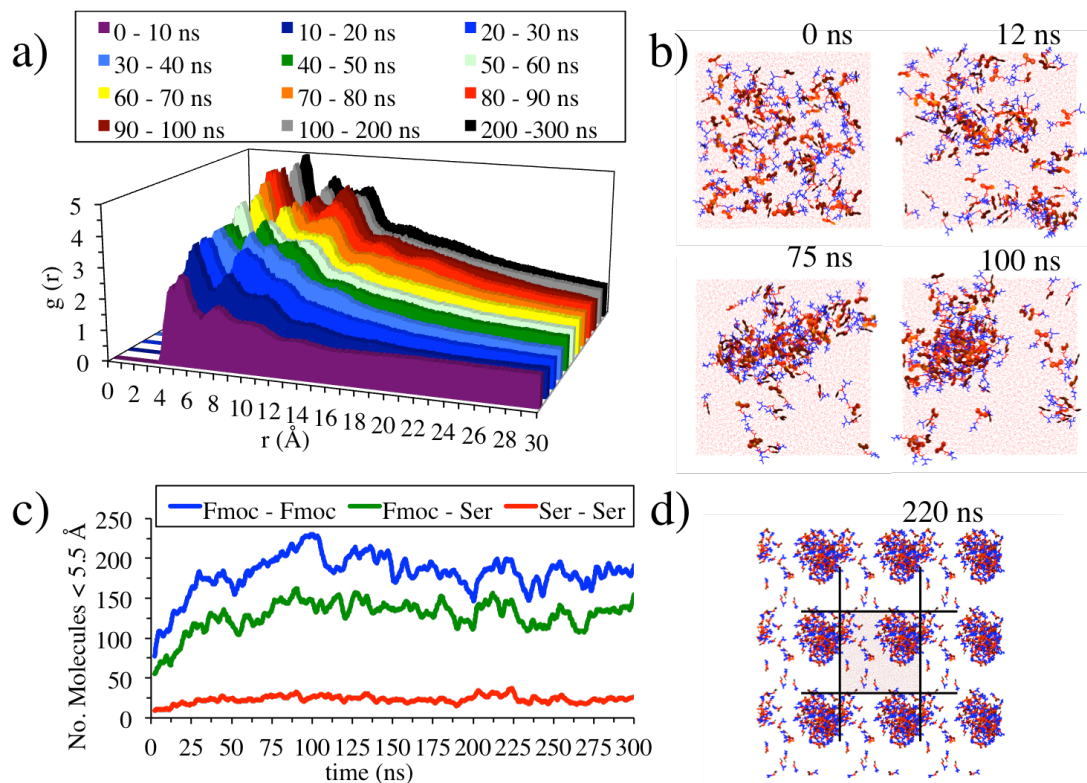 a)
0 - 10 ns 10 - 20 ns 20 - 30 ns
30 - 40 ns 40 - 50 ns 50 - 60 ns
60 - 70 ns 70 - 80 ns 80 - 90 ns
90 - 100 ns 100 - 200 ns 200 -300 ns
5
4
3
2
1
0
g (r)
0 2 4 6 8 10 12 14 16 18 20 22 24 26 28 30
r (Å)
b)
0 ns 12 ns
75 ns 100 ns
c)
Fmoc - Fmoc Fmoc - Ser Ser - Ser
250
200
150
100
50
0
No. Molecules < 5.5 Å
0 25 50 75 100 125 150 175 200 225 250 275 300
time (ns)
d)
220 ns